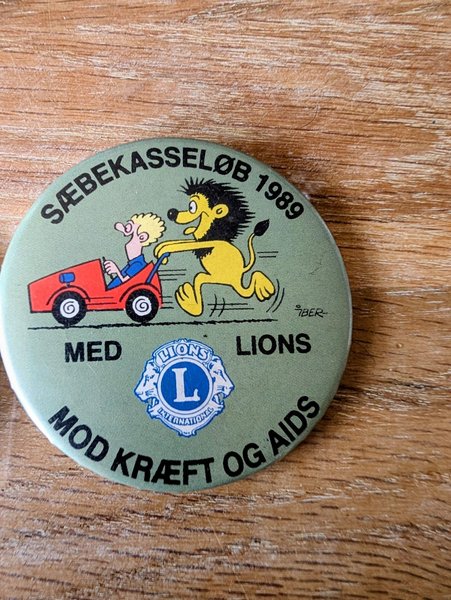 SÆBEKASSELØB 1989
IBER
MED LIONS
LIONS
L
INTERNATIONAL
MOD KRÆFT OG AIDS